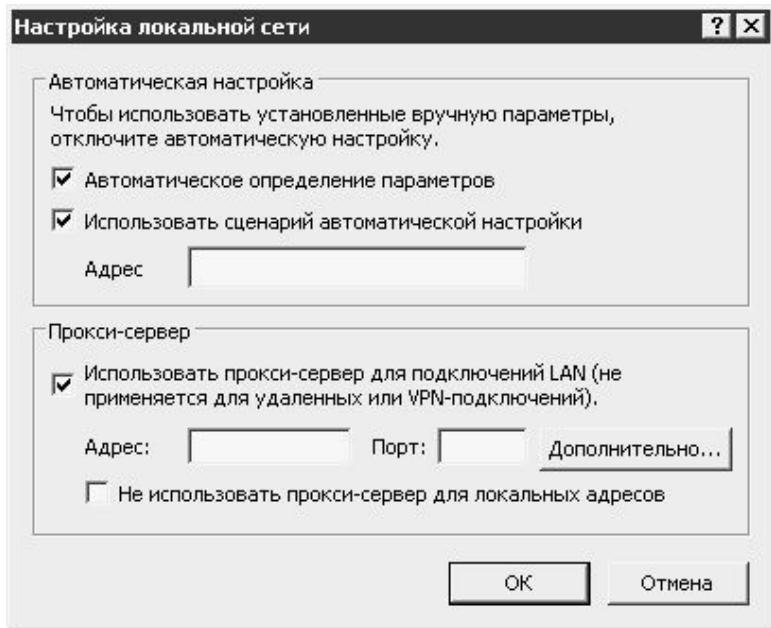 Настройка локальной сети
Автоматическая настройка
Чтобы использовать установленные вручную параметры,
отключите автоматическую настройку.
Автоматическое определение параметров
Использовать сценарий автоматической настройки
Адрес
Прокси-сервер
Использовать прокси-сервер для подключений LAN (не
применяется для удаленных или VPN-подключений).
Адрес: Порт: Дополнительно...
Не использовать прокси-сервер для локальных адресов
ОК Отмена